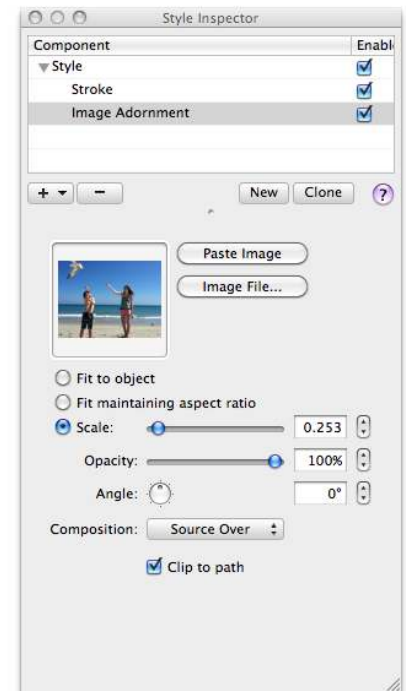 Style Inspector
Component Enabl
Style
Stroke
Image Adornment
+ - New Clone ?
Paste Image
Image File...
Fit to object
Fit maintaining aspect ratio
Scale: 0.253
Opacity: 100%
Angle: 0°
Composition: Source Over
Clip to path